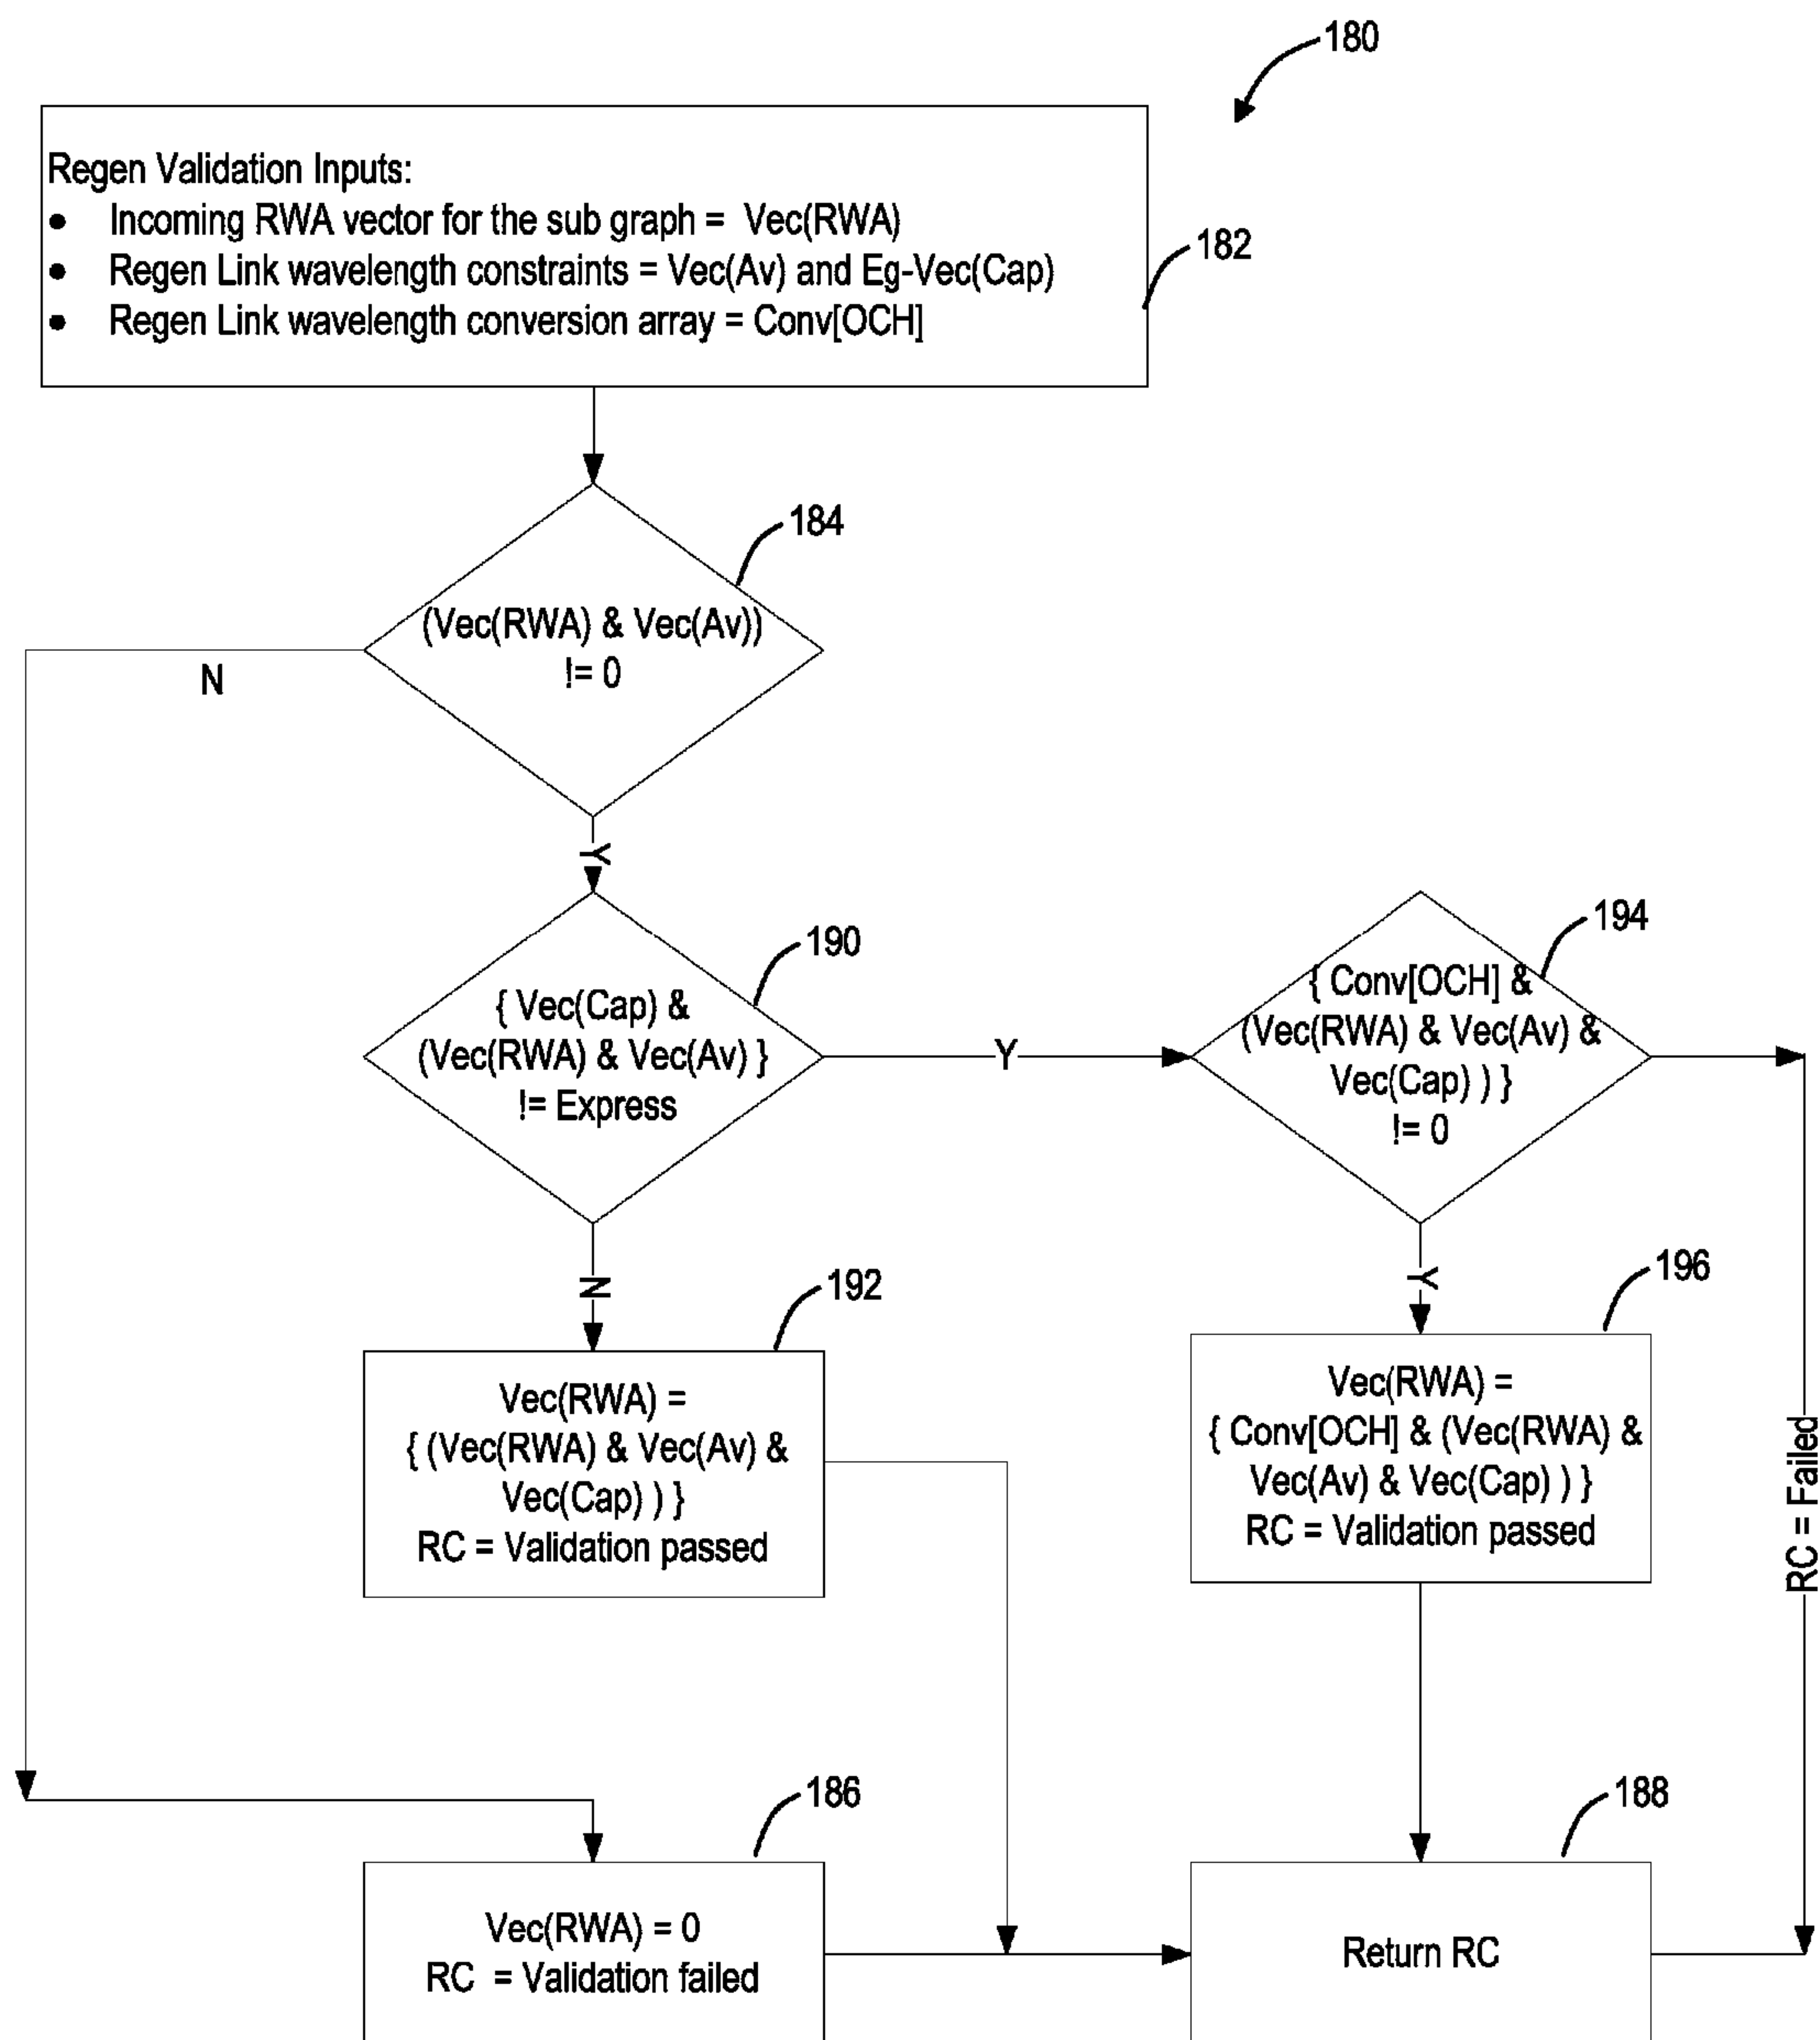 180
Regen Validation Inputs:
● Incoming RWA vector for the sub graph = Vec(RWA)
● Regen Link wavelength constraints = Vec(Av) and Eg-Vec(Cap)
● Regen Link wavelength conversion array = Conv[OCH]
182
184
(Vec(RWA) & Vec(Av))
!= 0
N
Y
190
{ Vec(Cap) &
(Vec(RWA) & Vec(Av) }
!= Express
Y
194
{ Conv[OCH] &
(Vec(RWA) & Vec(Av) &
Vec(Cap) ) }
!= 0
N
Y
192
Vec(RWA) =
{ (Vec(RWA) & Vec(Av) &
Vec(Cap) ) }
RC = Validation passed
196
Vec(RWA) =
{ Conv[OCH] & (Vec(RWA) &
Vec(Av) & Vec(Cap) ) }
RC = Validation passed
RC = Failed
186
Vec(RWA) = 0
RC = Validation failed
188
Return RC